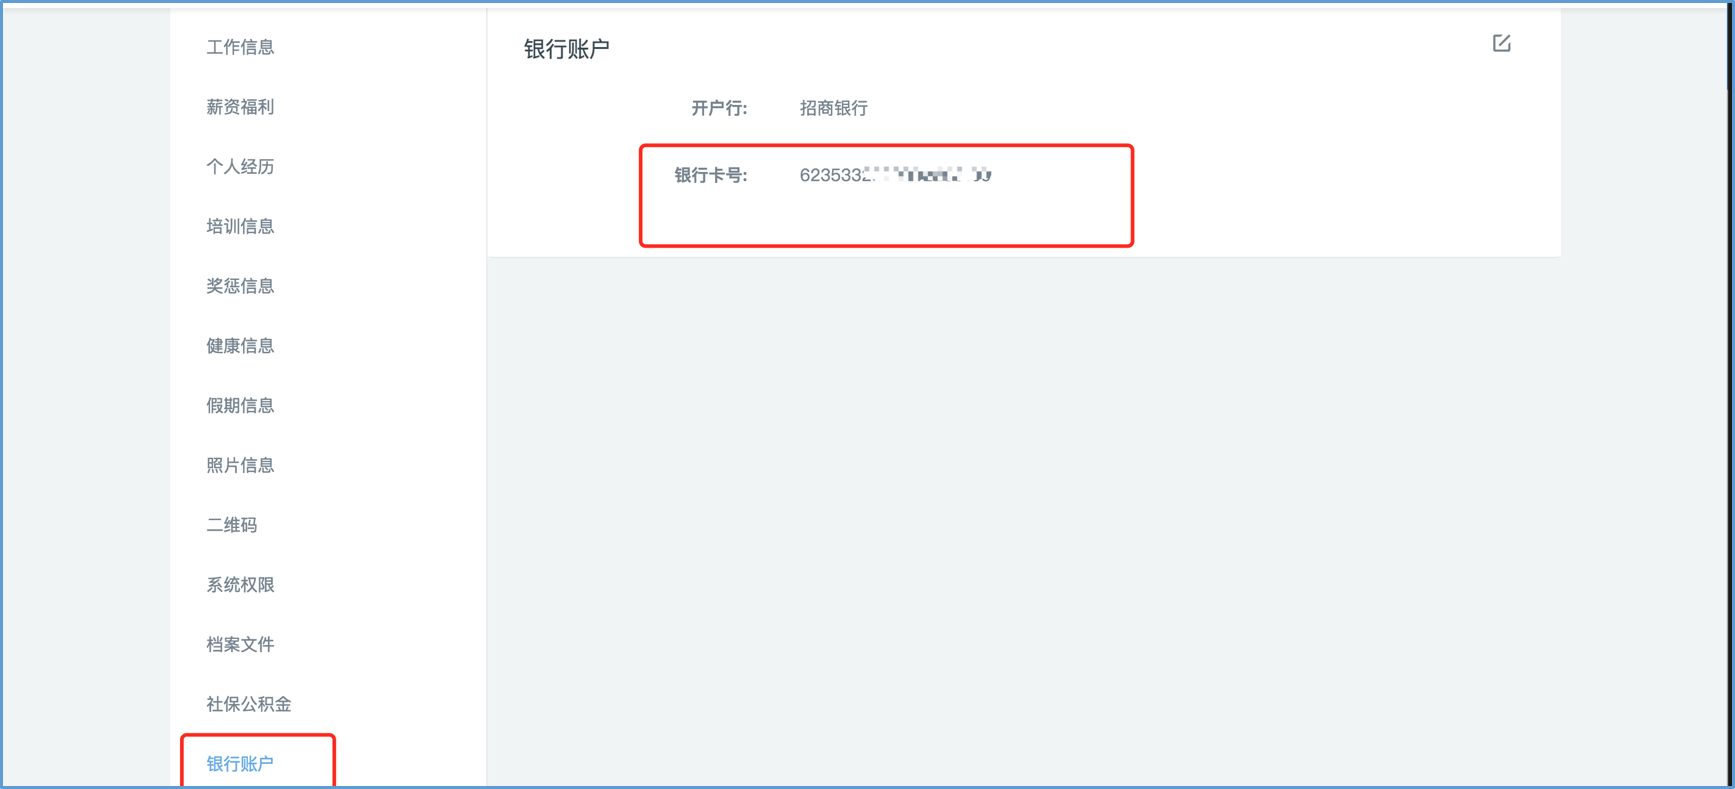 工作信息
薪资福利
个人经历
培训信息
奖惩信息
健康信息
假期信息
照片信息
二维码
系统权限
档案文件
社保公积金
银行账户
银行账户
开户行: 招商银行
银行卡号: 6235332